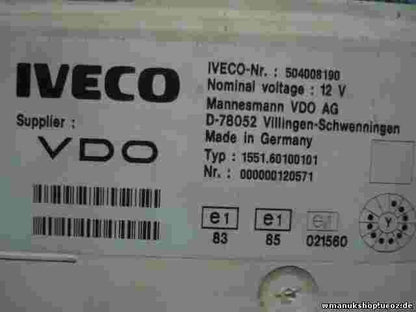 IVECO
Supplier :
VDO
IVECO-Nr. : 504008190
Nominal voltage : 12 V
Mannesmann VDO AG
D-78052 Villingen-Schwenningen
Made in Germany
Typ : 1551.60100101
Nr. : 000000120571
e1 e1 e1
83 85 021560
Y
wmanukshop!ucoz!de